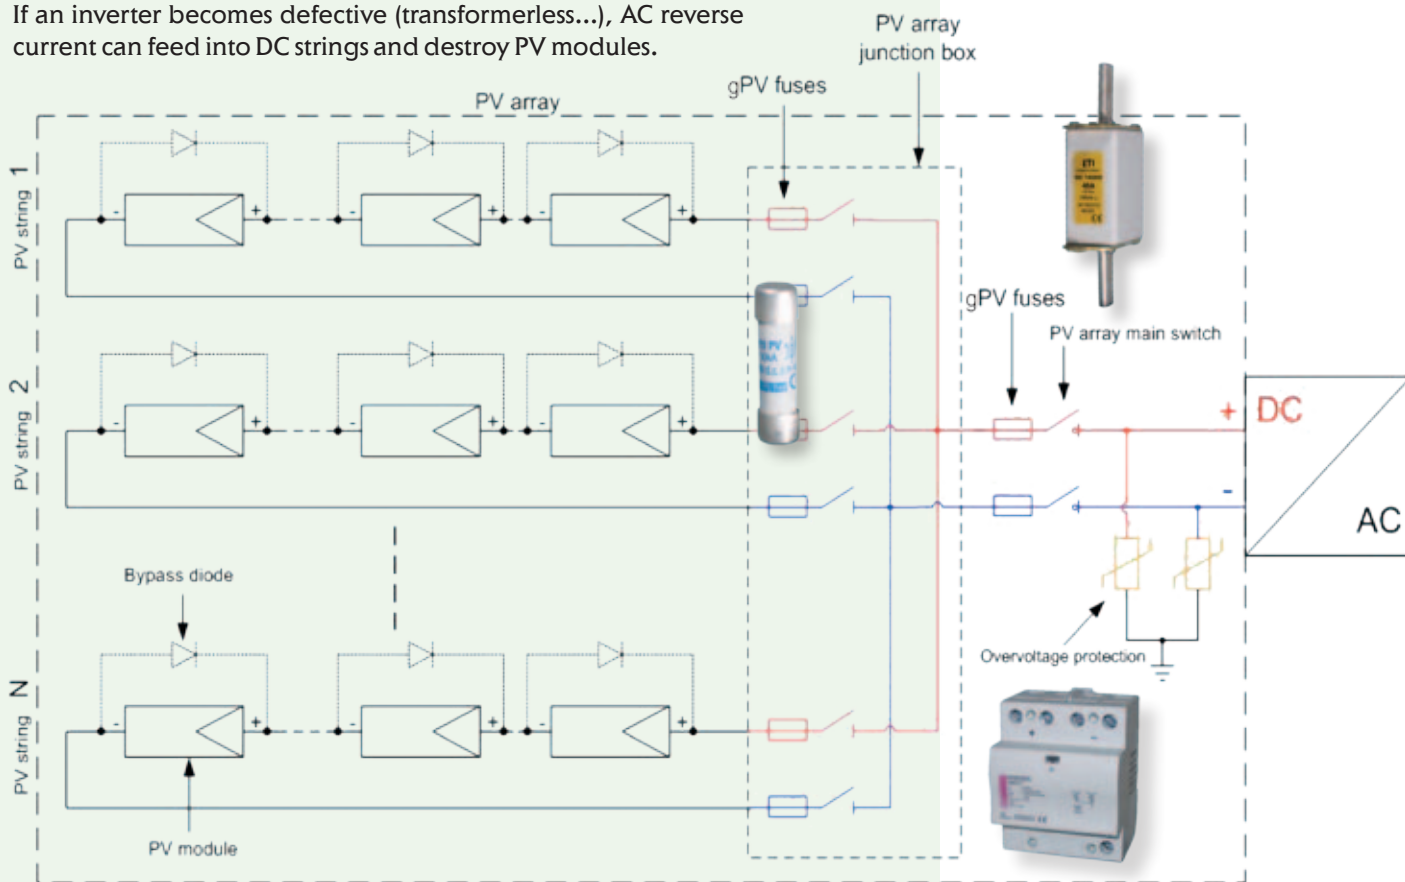 If an inverter becomes defective (transformerless...), AC reverse
current can feed into DC strings and destroy PV modules.
PV array
junction box
gPV fuses
PV array
PV string 1
- + - + - +
ETI
gPV fuses
PV array main switch
PV string 2
- + - + - +
+ DC
-
AC
Bypass diode
Overvoltage protection
PV string N
- + - + - +
PV module